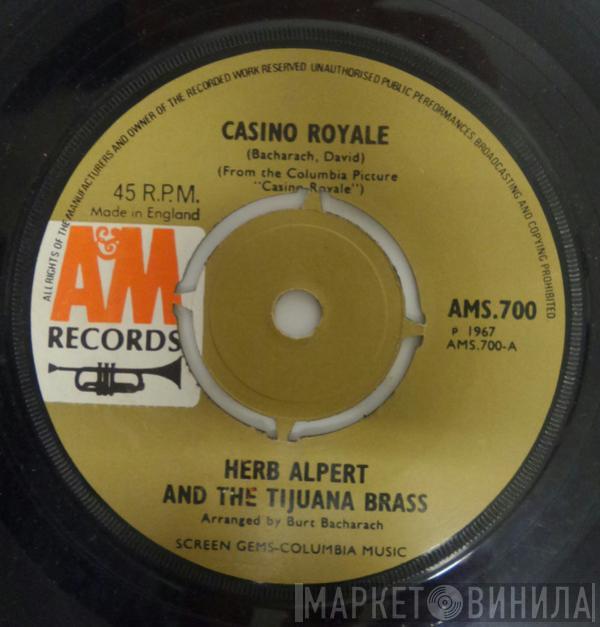 ALL RIGHTS OF THE MANUFACTURERS AND OWNER OF THE RECORDED WORK RESERVED UNAUTHORISED PUBLIC PERFORMANCES BROADCASTING AND COPYING PROHIBITED
CASINO ROYALE
(Bacharach, David)
(From the Columbia Picture
"Casino Royale")
45 R.P.M.
Made in England
A&M
RECORDS
AMS.700
P 1967
AMS.700-A
HERB ALPERT
AND THE TIJUANA BRASS
Arranged by Burt Bacharach
SCREEN GEMS-COLUMBIA MUSIC
МАРКЕТ ВИНИЛА